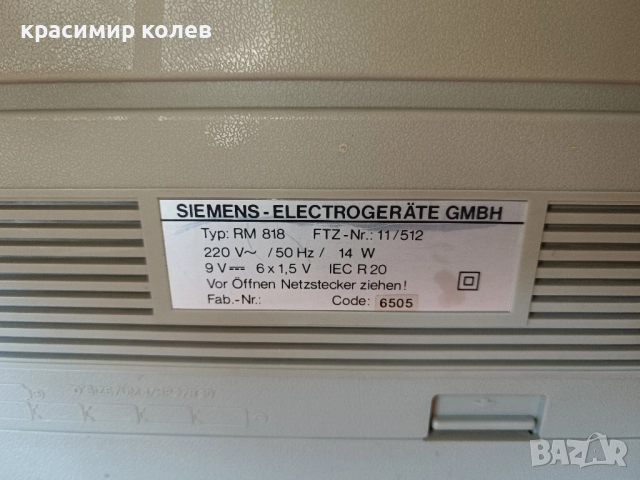 красимир колев
SIEMENS-ELECTROGERÄTE GMBH
Typ: RM 818 FTZ-Nr.: 11/512
220 V~ / 50 Hz / 14 W
9 V⎓ 6 x 1,5 V IEC R 20
Vor Öffnen Netzstecker ziehen!
Fab.-Nr.: Code: 6505
K K K K
BAZAR